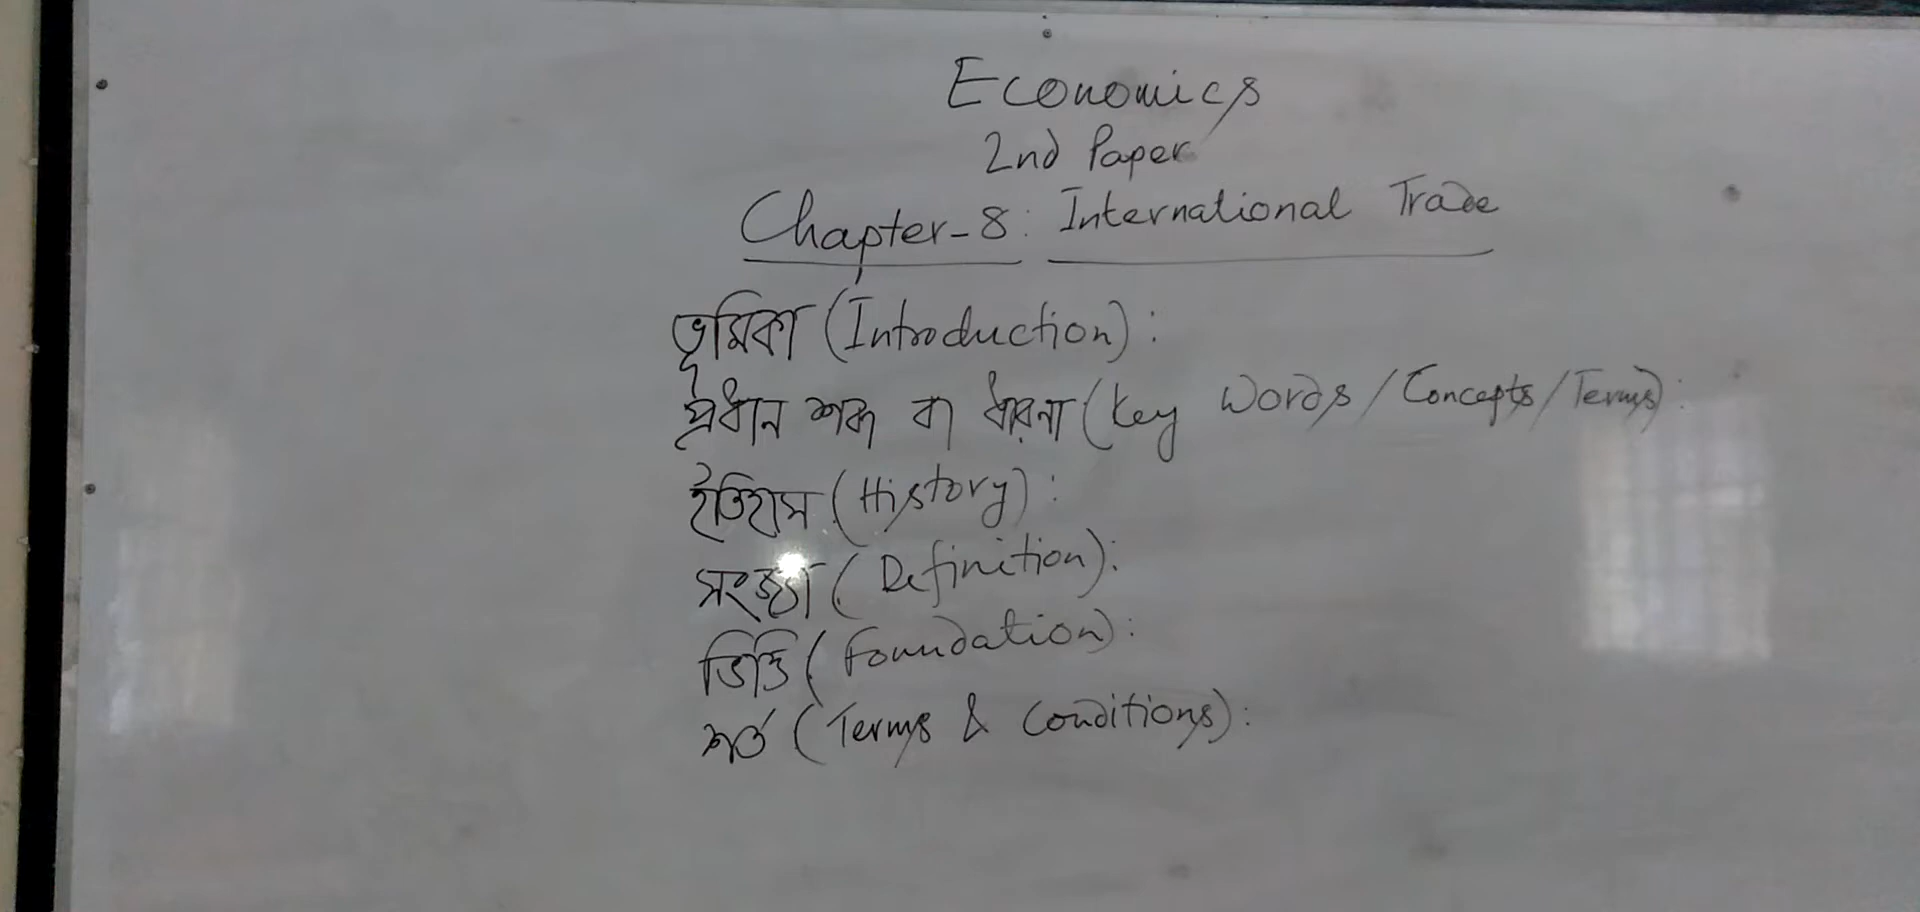 Economics
2nd Paper
Chapter-8: International Trade
ভূমিকা (Introduction):
প্রধান শব্দ বা ধারনা (Key Words/Concepts/Terms):
ইতিহাস (History):
সংজ্ঞা (Definition):
ভিত্তি (Foundation):
শর্ত (Terms & Conditions):